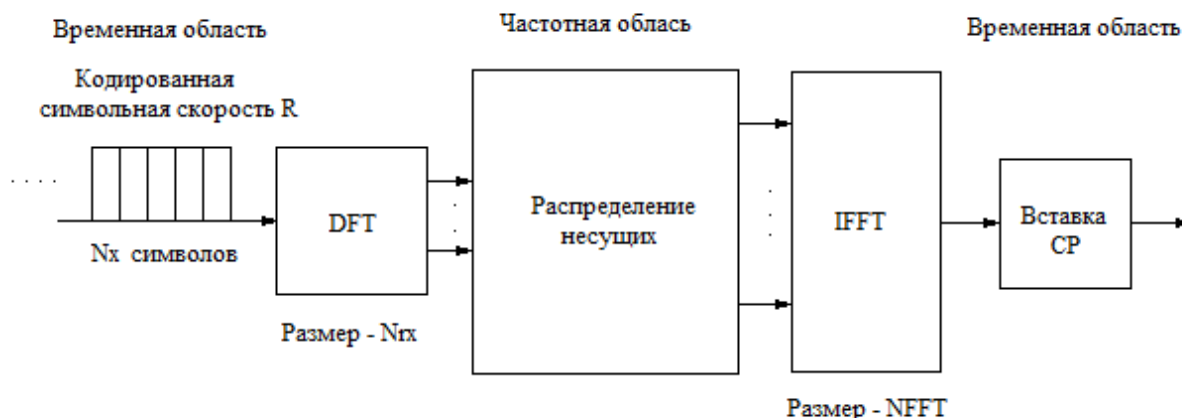 Временная область
Частотная облась
Временная область
Кодированная
символьная скорость R
Nx символов
DFT
Размер - Nrx
Распределение
несущих
IFFT
Размер - NFFT
Вставка
CP